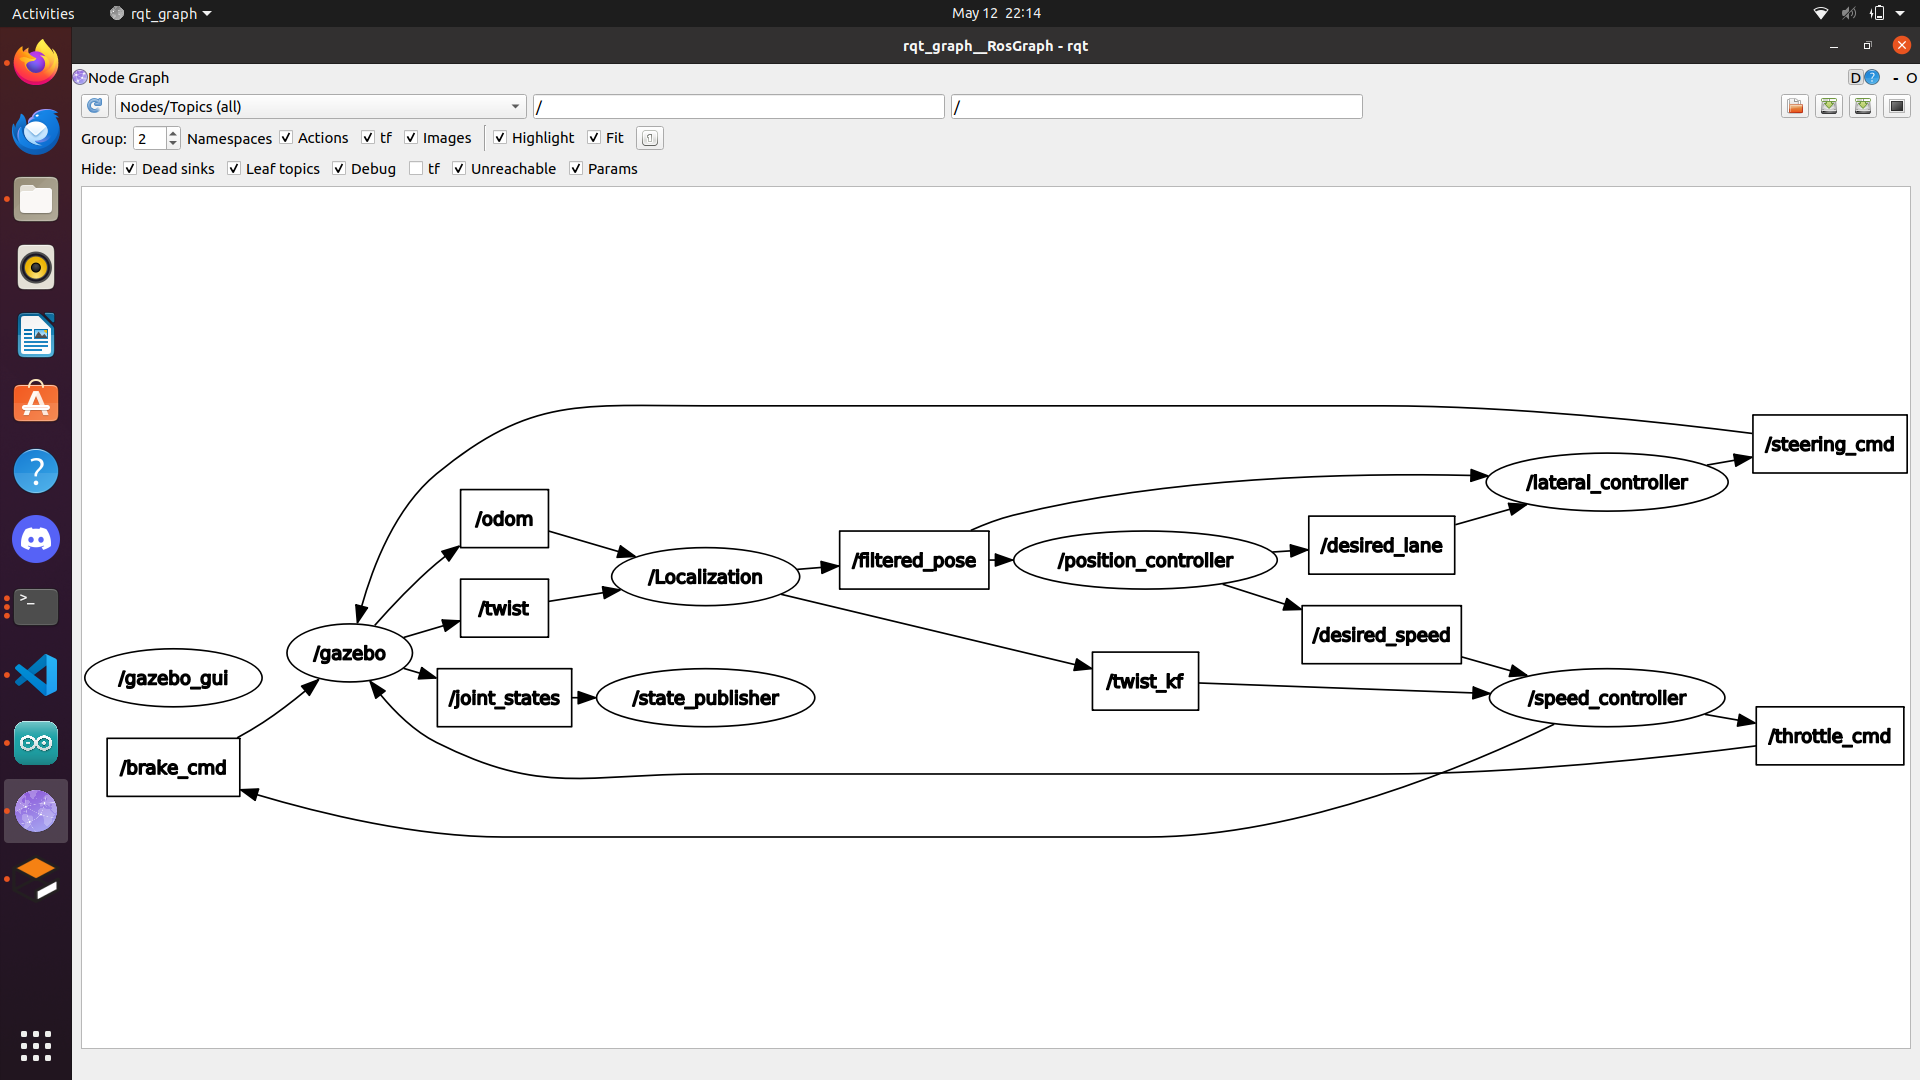 Activities rqt_graph May 12 22:14
rqt_graph__RosGraph - rqt
Node Graph D ? - O
Nodes/Topics (all) / /
Group: 2 Namespaces Actions tf Images Highlight Fit
Hide: Dead sinks Leaf topics Debug tf Unreachable Params
/steering_cmd
/lateral_controller
/odom
/desired_lane
/filtered_pose
/position_controller
/Localization
/twist
/desired_speed
/gazebo
/gazebo_gui
/twist_kf
/joint_states
/state_publisher
/speed_controller
/throttle_cmd
/brake_cmd